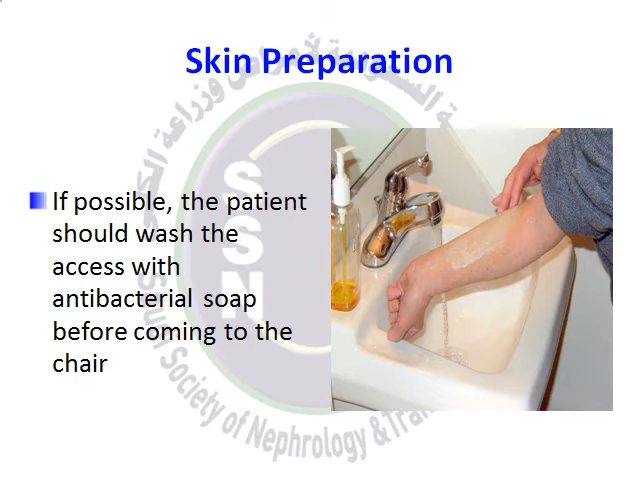 Skin Preparation
If possible, the patient
should wash the
access with
antibacterial soap
before coming to the
chair
SSN
Society of Nephrology &